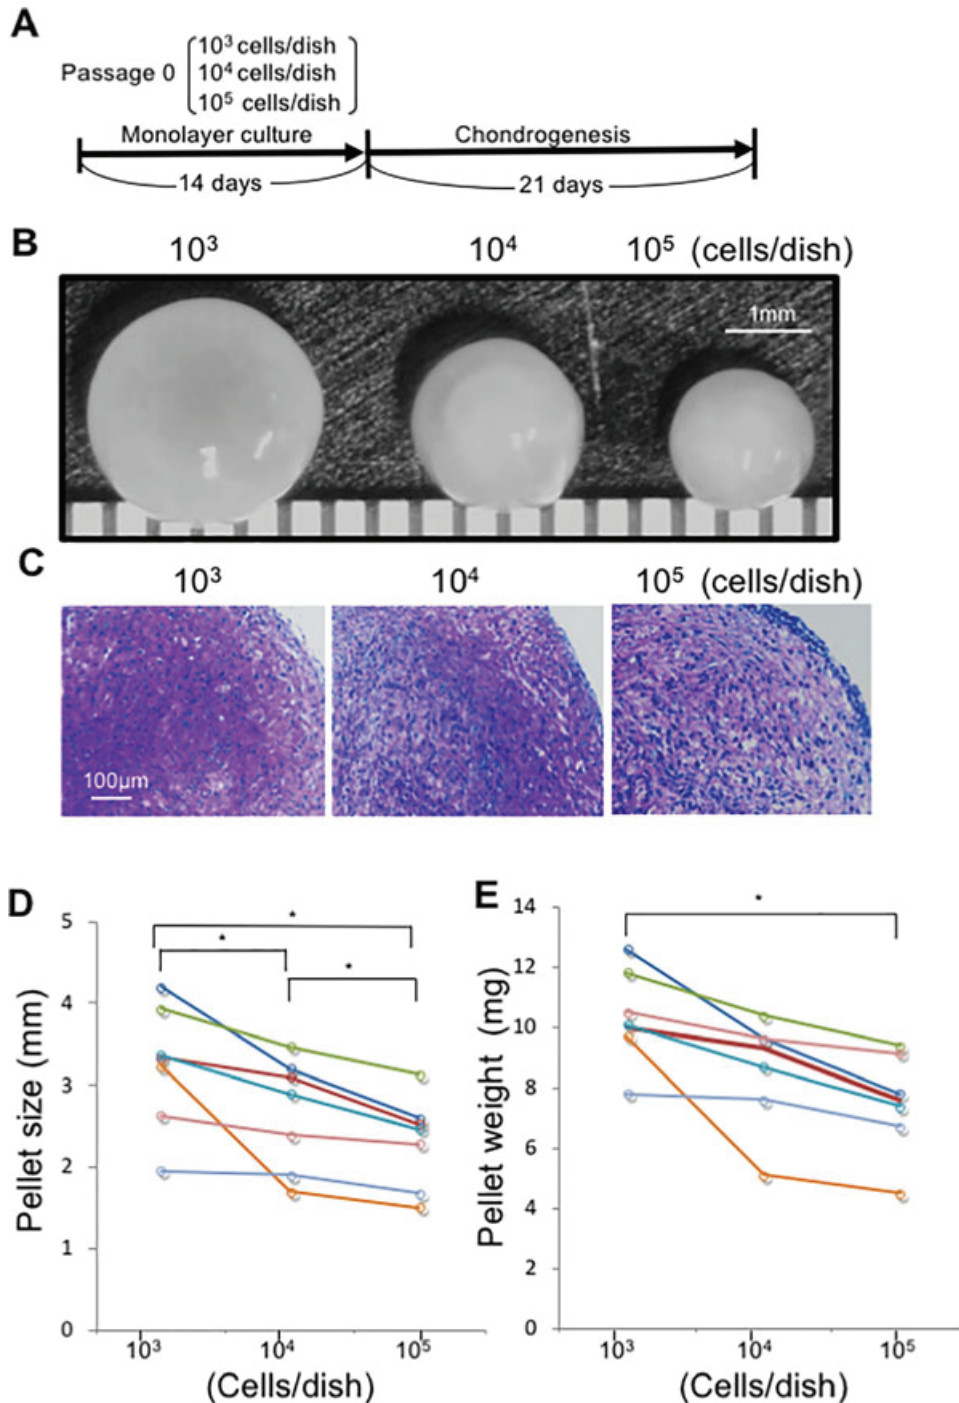 A
Passage 0
10³ cells/dish
10⁴ cells/dish
10⁵ cells/dish
Monolayer culture
Chondrogenesis
14 days
21 days
B
10³ 10⁴ 10⁵ (cells/dish)
1mm
C
10³ 10⁴ 10⁵ (cells/dish)
100μm
D
Pellet size (mm)
5
4
3
2
1
0
*
*
*
10³ 10⁴ 10⁵
(Cells/dish)
E
Pellet weight (mg)
14
12
10
8
6
4
2
0
*
10³ 10⁴ 10⁵
(Cells/dish)